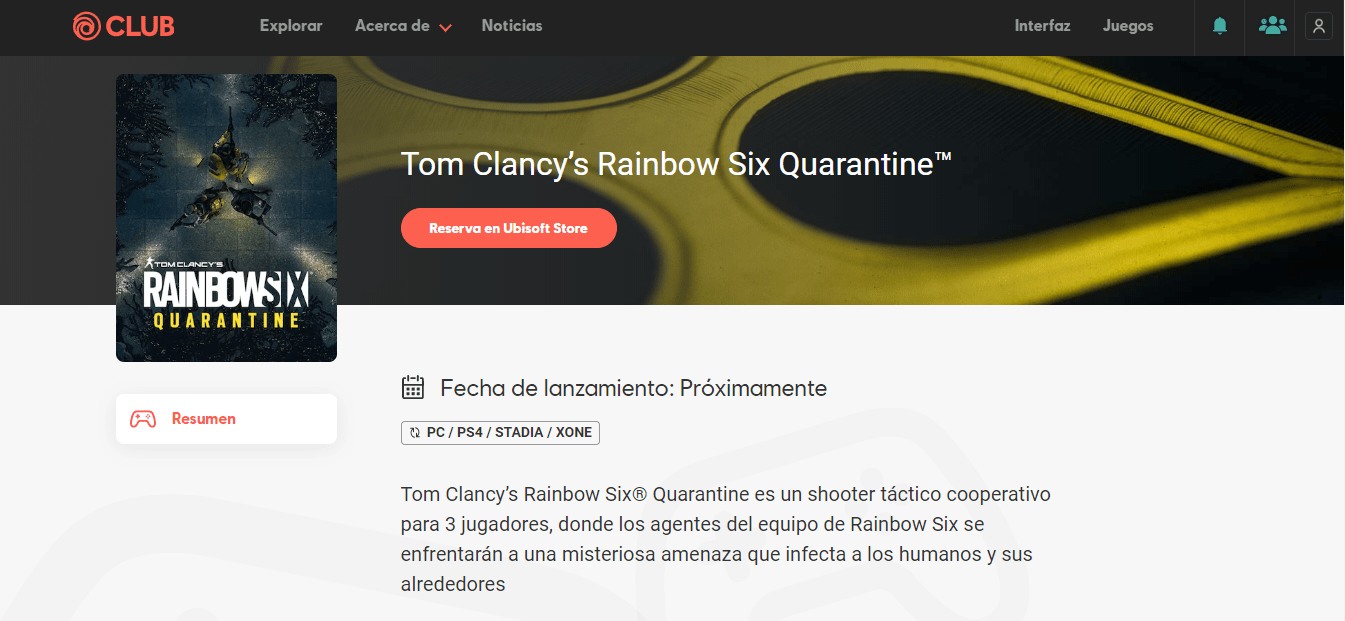 CLUB
Explorar
Acerca de
Noticias
Interfaz
Juegos
Tom Clancy’s Rainbow Six Quarantine™
Reserva en Ubisoft Store
TOM CLANCY'S
RAINBOWSIX
QUARANTINE
Resumen
Fecha de lanzamiento: Próximamente
PC / PS4 / STADIA / XONE
Tom Clancy’s Rainbow Six® Quarantine es un shooter táctico cooperativo
para 3 jugadores, donde los agentes del equipo de Rainbow Six se
enfrentarán a una misteriosa amenaza que infecta a los humanos y sus
alrededores